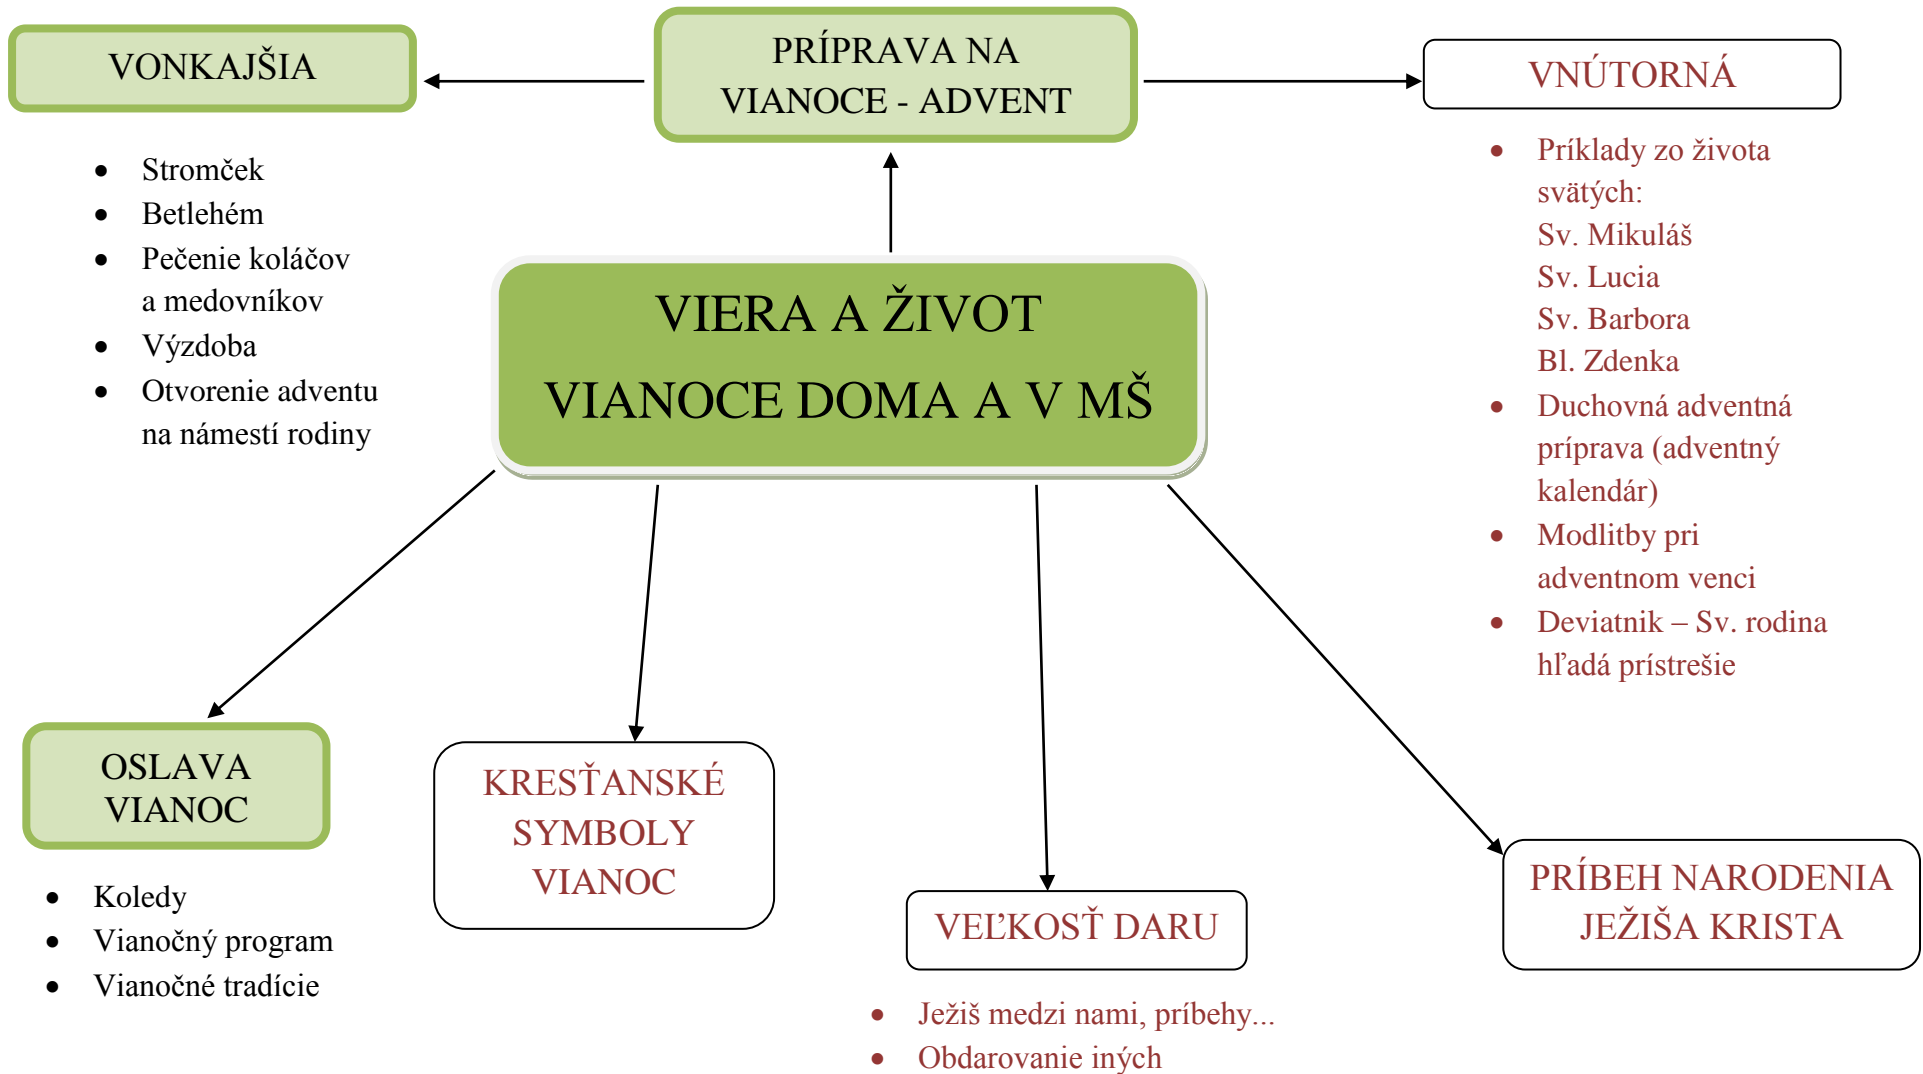 VONKAJŠIA
PRÍPRAVA NA
VIANOCE - ADVENT
VNÚTORNÁ
• Stromček
• Betlehém
• Pečenie koláčov
a medovníkov
• Výzdoba
• Otvorenie adventu
na námestí rodiny
• Príklady zo života
svätých:
Sv. Mikuláš
Sv. Lucia
Sv. Barbora
Bl. Zdenka
• Duchovná adventná
príprava (adventný
kalendár)
• Modlitby pri
adventnom venci
• Deviatnik – Sv. rodina
hľadá prístrešie
VIERA A ŽIVOT
VIANOCE DOMA A V MŠ
OSLAVA
VIANOC
• Koledy
• Vianočný program
• Vianočné tradície
KRESŤANSKÉ
SYMBOLY
VIANOC
VEĽKOSŤ DARU
• Ježiš medzi nami, príbehy...
• Obdarovanie iných
PRÍBEH NARODENIA
JEŽIŠA KRISTA